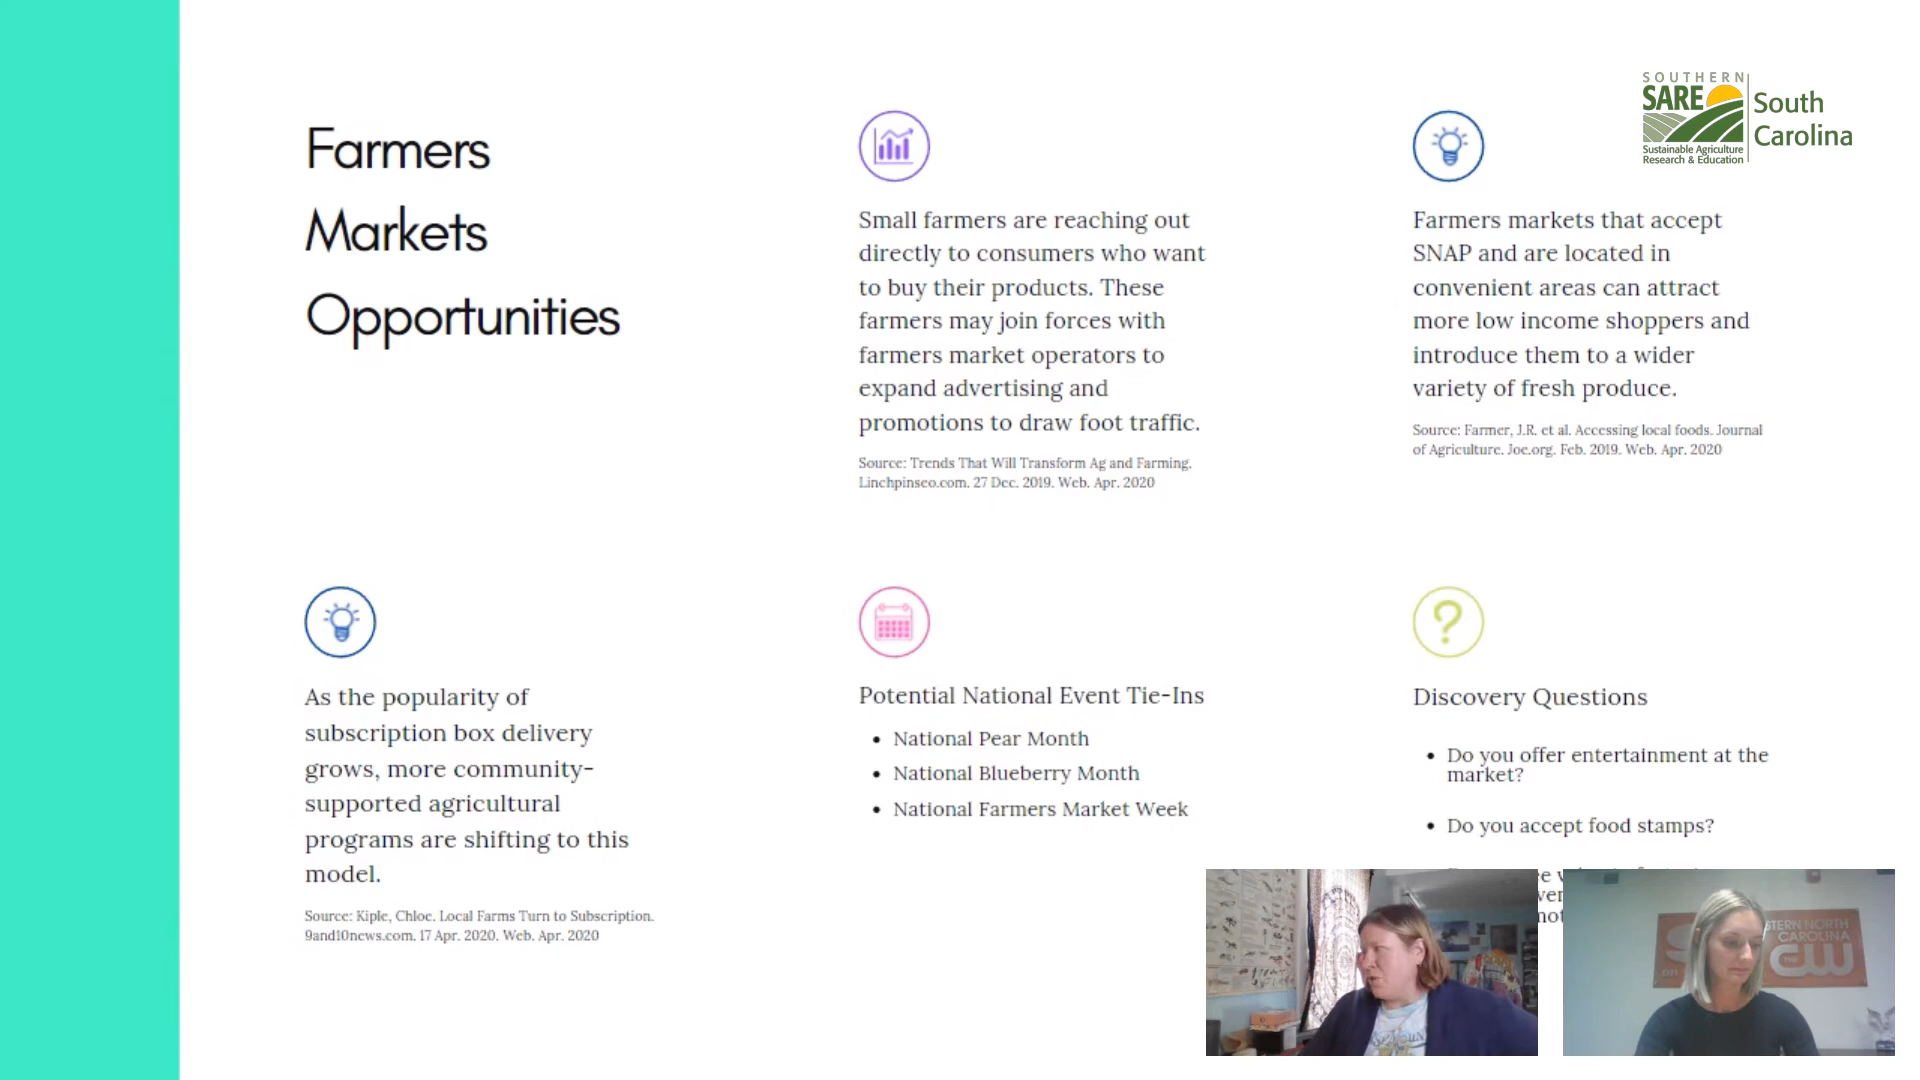 Farmers
Markets
Opportunities
Small farmers are reaching out
directly to consumers who want
to buy their products. These
farmers may join forces with
farmers market operators to
expand advertising and
promotions to draw foot traffic.
Source: Trends That Will Transform Ag and Farming.
Linchpinseo.com. 27 Dec. 2019. Web. Apr. 2020
Farmers markets that accept
SNAP and are located in
convenient areas can attract
more low income shoppers and
introduce them to a wider
variety of fresh produce.
Source: Farmer, J.R. et al. Accessing local foods. Journal
of Agriculture. Joe.org. Feb. 2019. Web. Apr. 2020
SOUTHERN
SARE
Sustainable Agriculture
Research & Education
South
Carolina
As the popularity of
subscription box delivery
grows, more community-
supported agricultural
programs are shifting to this
model.
Source: Kiple, Chloe. Local Farms Turn to Subscription.
9and10news.com. 17 Apr. 2020. Web. Apr. 2020
Potential National Event Tie-Ins
• National Pear Month
• National Blueberry Month
• National Farmers Market Week
Discovery Questions
• Do you offer entertainment at the
market?
• Do you accept food stamps?
STERN NORTH
CAROLINA
THE
CW